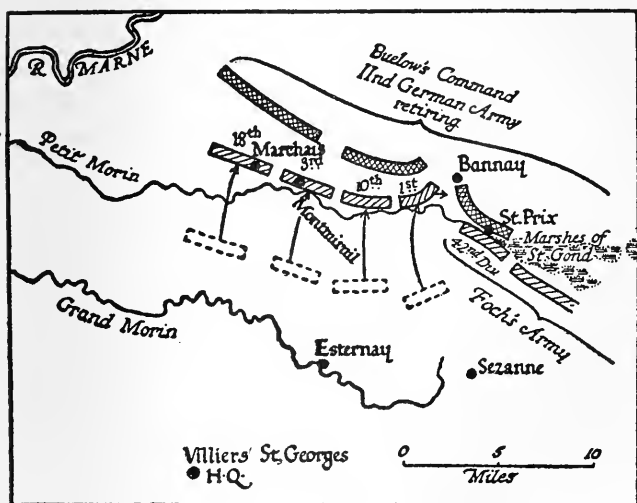 R. MARNE
Buelow's Command
IInd German Army
retiring
Petit Morin
18th
Marchais
3rd
10th
1st
Bannay
Montmirail
St. Prix
Marshes of
St. Gond
42nd Div
Foch's Army
Grand Morin
Esternay
Sezanne
Villiers' St. Georges
H.Q.
0 5 10
Miles